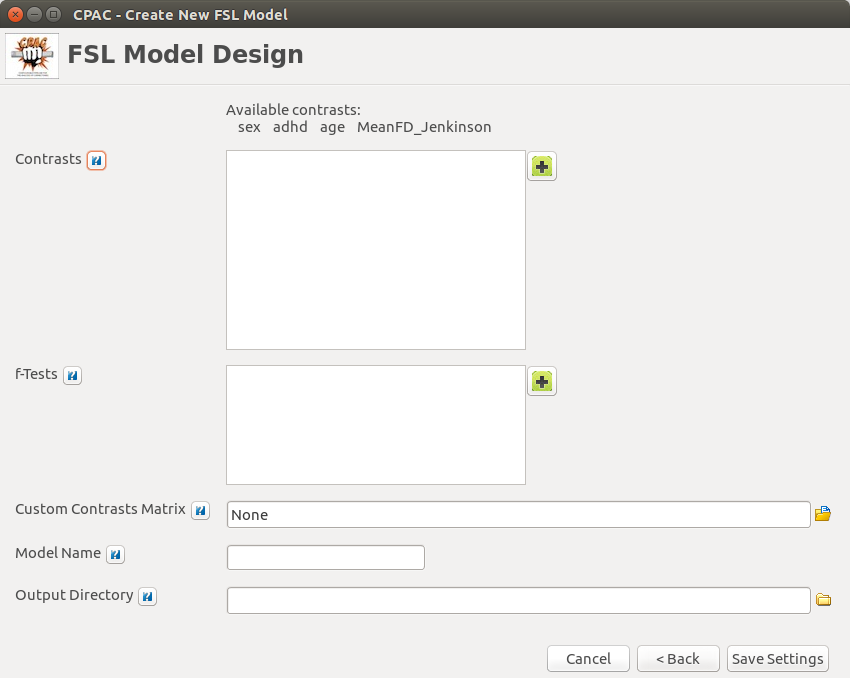 CPAC - Create New FSL Model
CPAC
FSL Model Design
Available contrasts:
sex adhd age MeanFD_Jenkinson
Contrasts ?
f-Tests ?
Custom Contrasts Matrix ? None
Model Name ?
Output Directory ?
Cancel < Back Save Settings